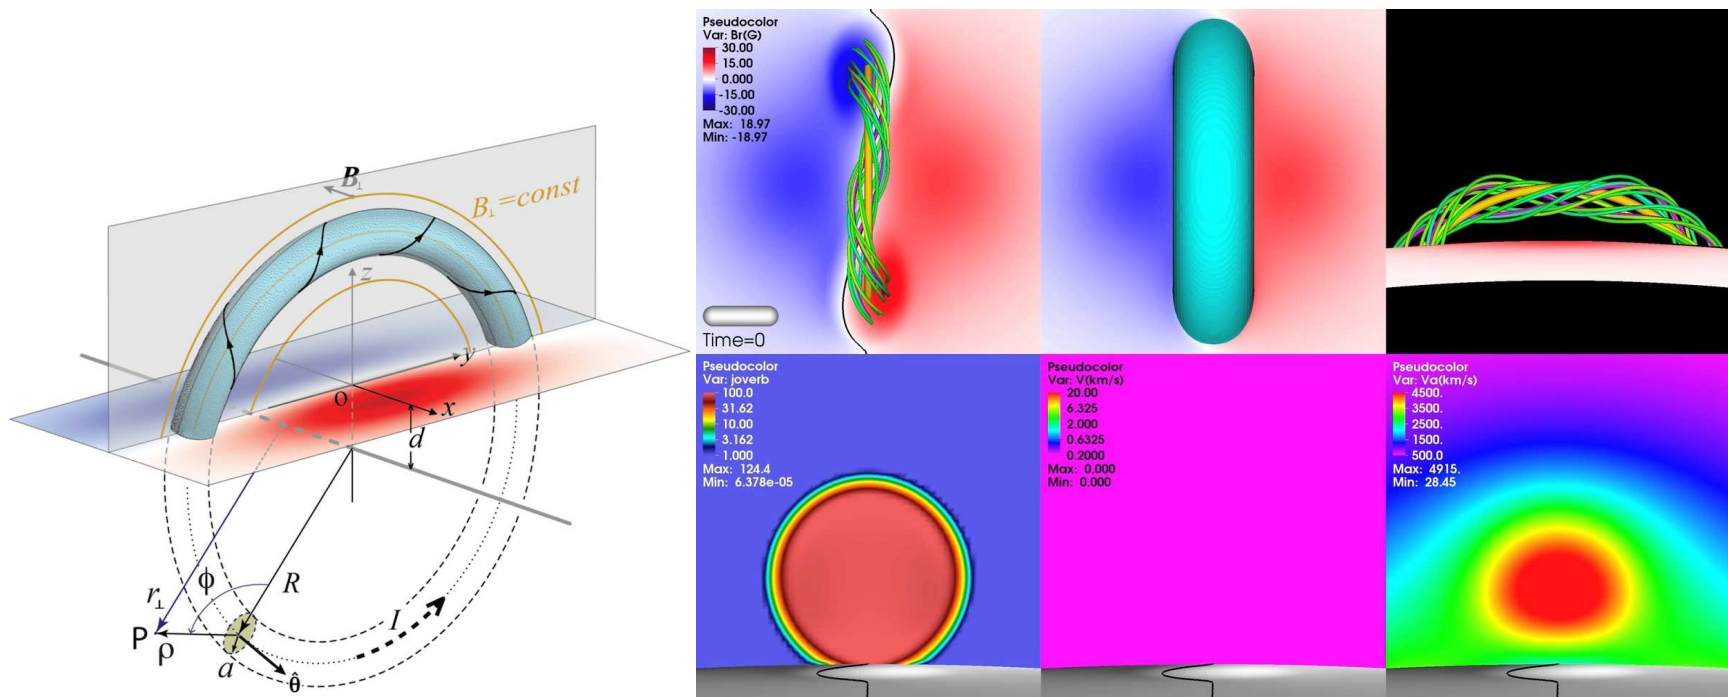 B⊥
B⊥=const
z
y
o
x
d
R
ϕ
r⊥
I
P
ρ
a
θ̂
Pseudocolor
Var: Br(G)
30.00
15.00
0.000
-15.00
-30.00
Max: 18.97
Min: -18.97
Time=0
Pseudocolor
Var: joverb
100.0
31.62
10.00
3.162
1.000
Max: 124.4
Min: 6.378e-05
Pseudocolor
Var: V(km/s)
20.00
6.325
2.000
0.6325
0.2000
Max: 0.000
Min: 0.000
Pseudocolor
Var: Va(km/s)
4500.
3500.
2500.
1500.
500.0
Max: 4915.
Min: 28.45